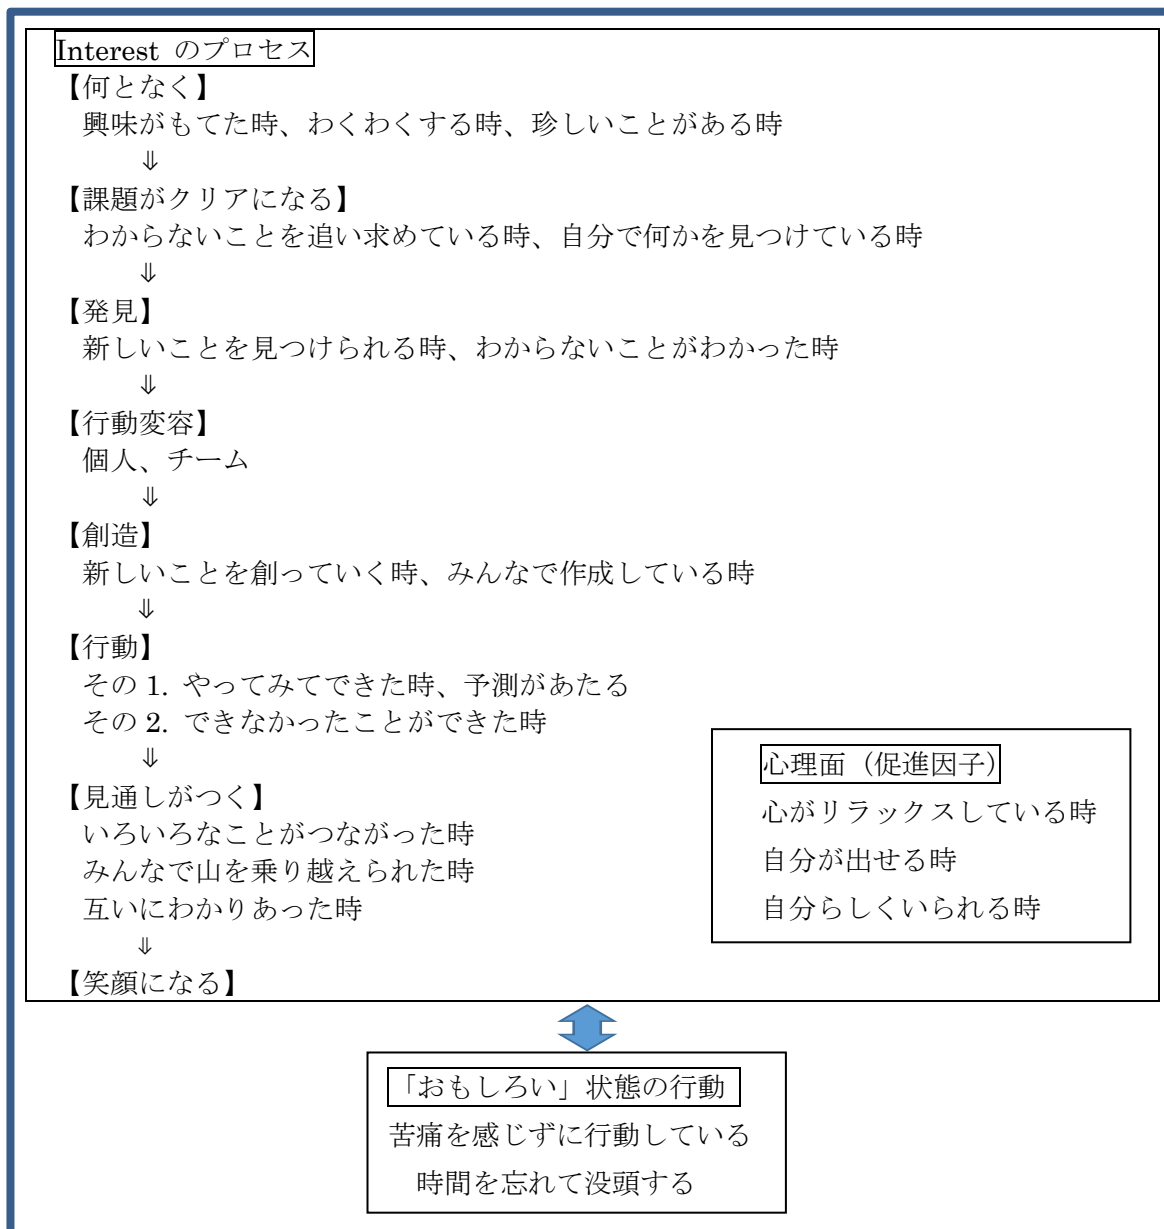 Interest のプロセス
【何となく】
興味がもてた時、わくわくする時、珍しいことがある時
⇓
【課題がクリアになる】
わからないことを追い求めている時、自分で何かを見つけている時
⇓
【発見】
新しいことを見つけられる時、わからないことがわかった時
⇓
【行動変容】
個人、チーム
⇓
【創造】
新しいことを創っていく時、みんなで作成している時
⇓
【行動】
その 1. やってみてできた時、予測があたる
その 2. できなかったことができた時
⇓
【見通しがつく】
いろいろなことがつながった時
みんなで山を乗り越えられた時
互いにわかりあった時
⇓
【笑顔になる】
心理面（促進因子）
心がリラックスしている時
自分が出せる時
自分らしくいられる時
「おもしろい」状態の行動
苦痛を感じずに行動している
時間を忘れて没頭する